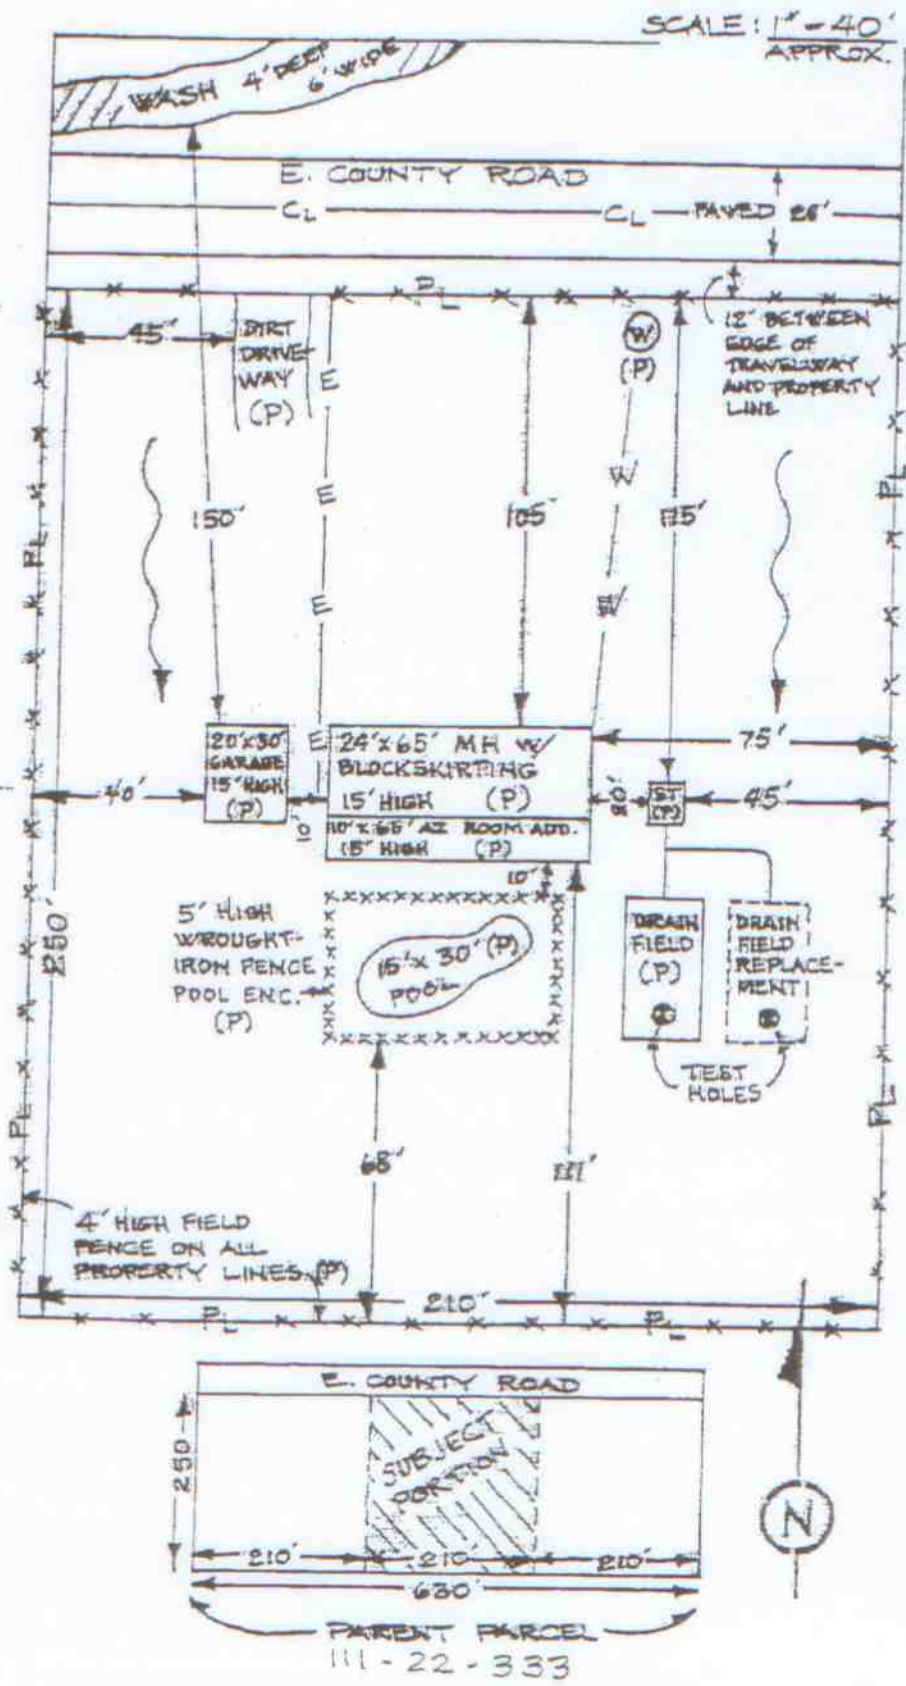 SCALE: 1" = 40'
APPROX.
WASH 4' DEEP
6' WIDE
E. COUNTY ROAD
CL
CL
PAVED 26'
PL
45'
DIRT
DRIVE-
WAY
(P)
W
(P)
12' BETWEEN
EDGE OF
TRAVELWAY
AND PROPERTY
LINE
E
E
E
E
W
W
PL
PL
150'
105'
20'x30'
GARAGE
15' HIGH
(P)
24'x65' MH W/
BLOCKSKIRTING
15' HIGH (P)
10'x65' AZ ROOM ADD.
15' HIGH (P)
75'
40'
10'
20'
ST
(P)
45'
250'
10'
5' HIGH
WROUGHT-
IRON FENCE
POOL ENC.
(P)
15'x 30' (P)
POOL
DRAIN
FIELD
(P)
DRAIN
FIELD
REPLACE-
MENT
TEST
HOLES
PL
PL
68'
111'
4' HIGH FIELD
FENCE ON ALL
PROPERTY LINES (P)
210'
PL
PL
E. COUNTY ROAD
250
SUBJECT
PORTION
210'
210'
210'
630'
N
PARENT PARCEL
111-22-333